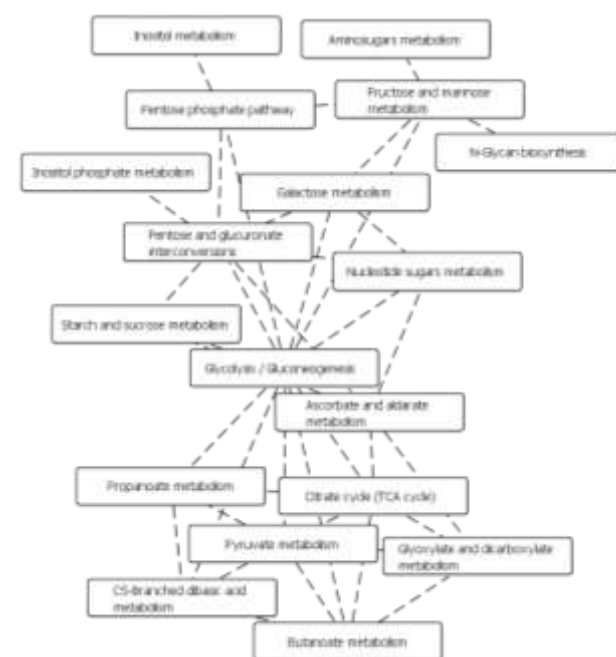 Inositol metabolism
Aminosugars metabolism
Pentose phosphate pathway
Fructose and mannose
metabolism
N-Glycan biosynthesis
Inositol phosphate metabolism
Galactose metabolism
Pentose and glucuronate
interconversions
Nucleotide sugars metabolism
Starch and sucrose metabolism
Glycolysis / Gluconeogenesis
Ascorbate and aldarate
metabolism
Propanoate metabolism
Citrate cycle (TCA cycle)
Pyruvate metabolism
Glyoxylate and dicarboxylate
metabolism
C5-Branched dibasic acid
metabolism
Butanoate metabolism